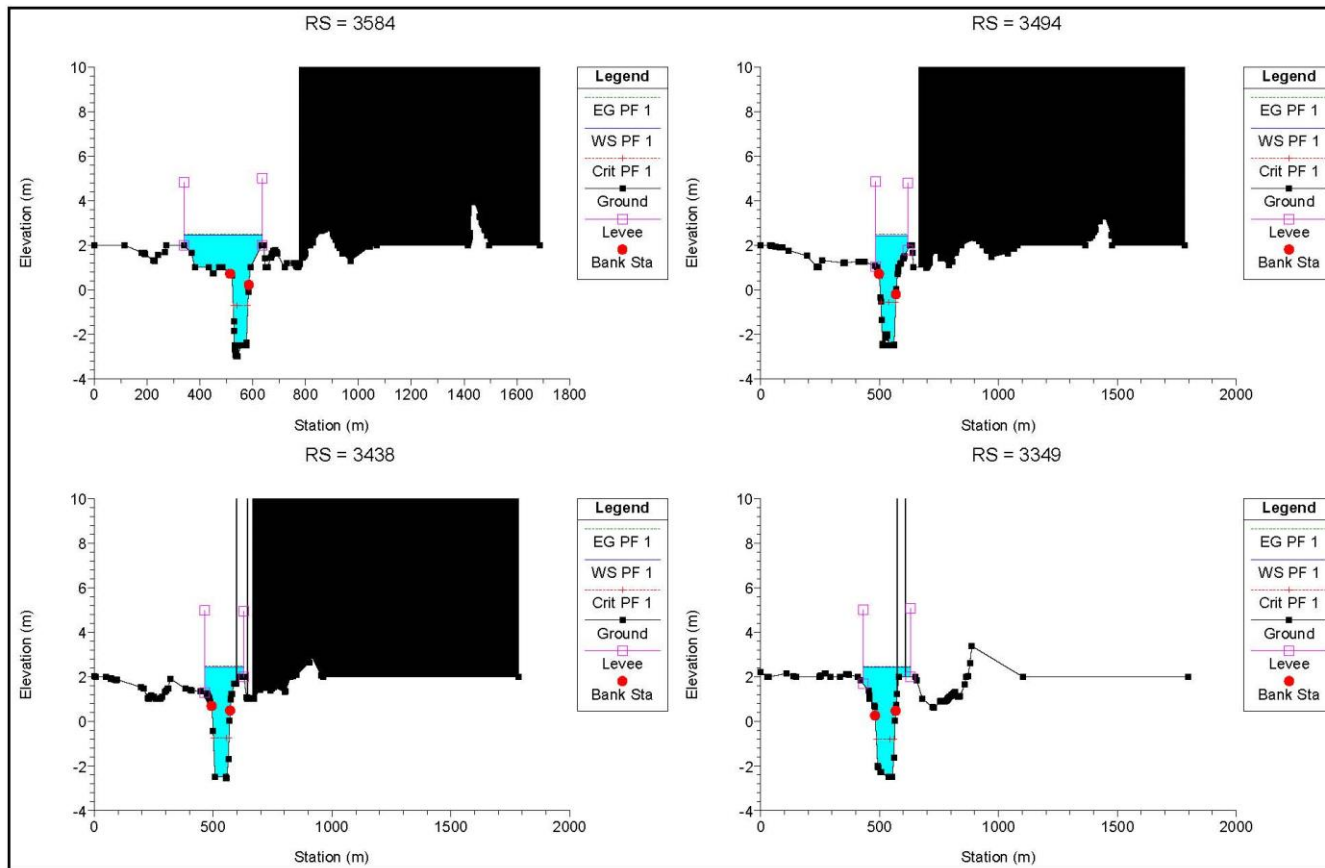 RS = 3584
10
8
6
4
2
0
-2
-4
Elevation (m)
0 200 400 600 800 1000 1200 1400 1600 1800
Station (m)
Legend
EG PF 1
WS PF 1
Crit PF 1
Ground
Levee
Bank Sta
RS = 3494
10
8
6
4
2
0
-2
-4
Elevation (m)
0 500 1000 1500 2000
Station (m)
Legend
EG PF 1
WS PF 1
Crit PF 1
Ground
Levee
Bank Sta
RS = 3438
10
8
6
4
2
0
-2
-4
Elevation (m)
0 500 1000 1500 2000
Station (m)
Legend
EG PF 1
WS PF 1
Crit PF 1
Ground
Levee
Bank Sta
RS = 3349
10
8
6
4
2
0
-2
-4
Elevation (m)
0 500 1000 1500 2000
Station (m)
Legend
EG PF 1
WS PF 1
Crit PF 1
Ground
Levee
Bank Sta